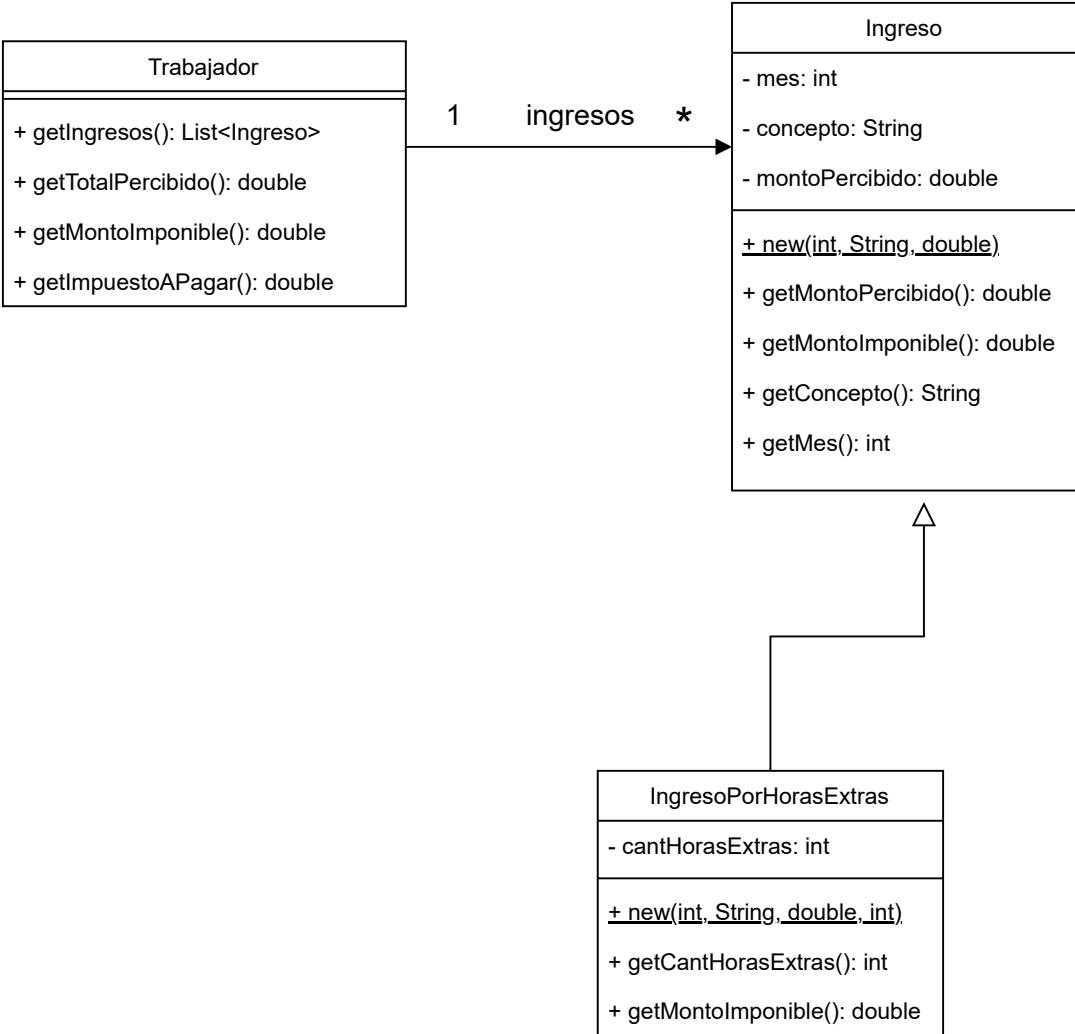 Trabajador
+ getIngresos(): List<Ingreso>
+ getTotalPercibido(): double
+ getMontoImponible(): double
+ getImpuestoAPagar(): double
1 ingresos *
Ingreso
- mes: int
- concepto: String
- montoPercibido: double
+ new(int, String, double)
+ getMontoPercibido(): double
+ getMontoImponible(): double
+ getConcepto(): String
+ getMes(): int
IngresoPorHorasExtras
- cantHorasExtras: int
+ new(int, String, double, int)
+ getCantHorasExtras(): int
+ getMontoImponible(): double